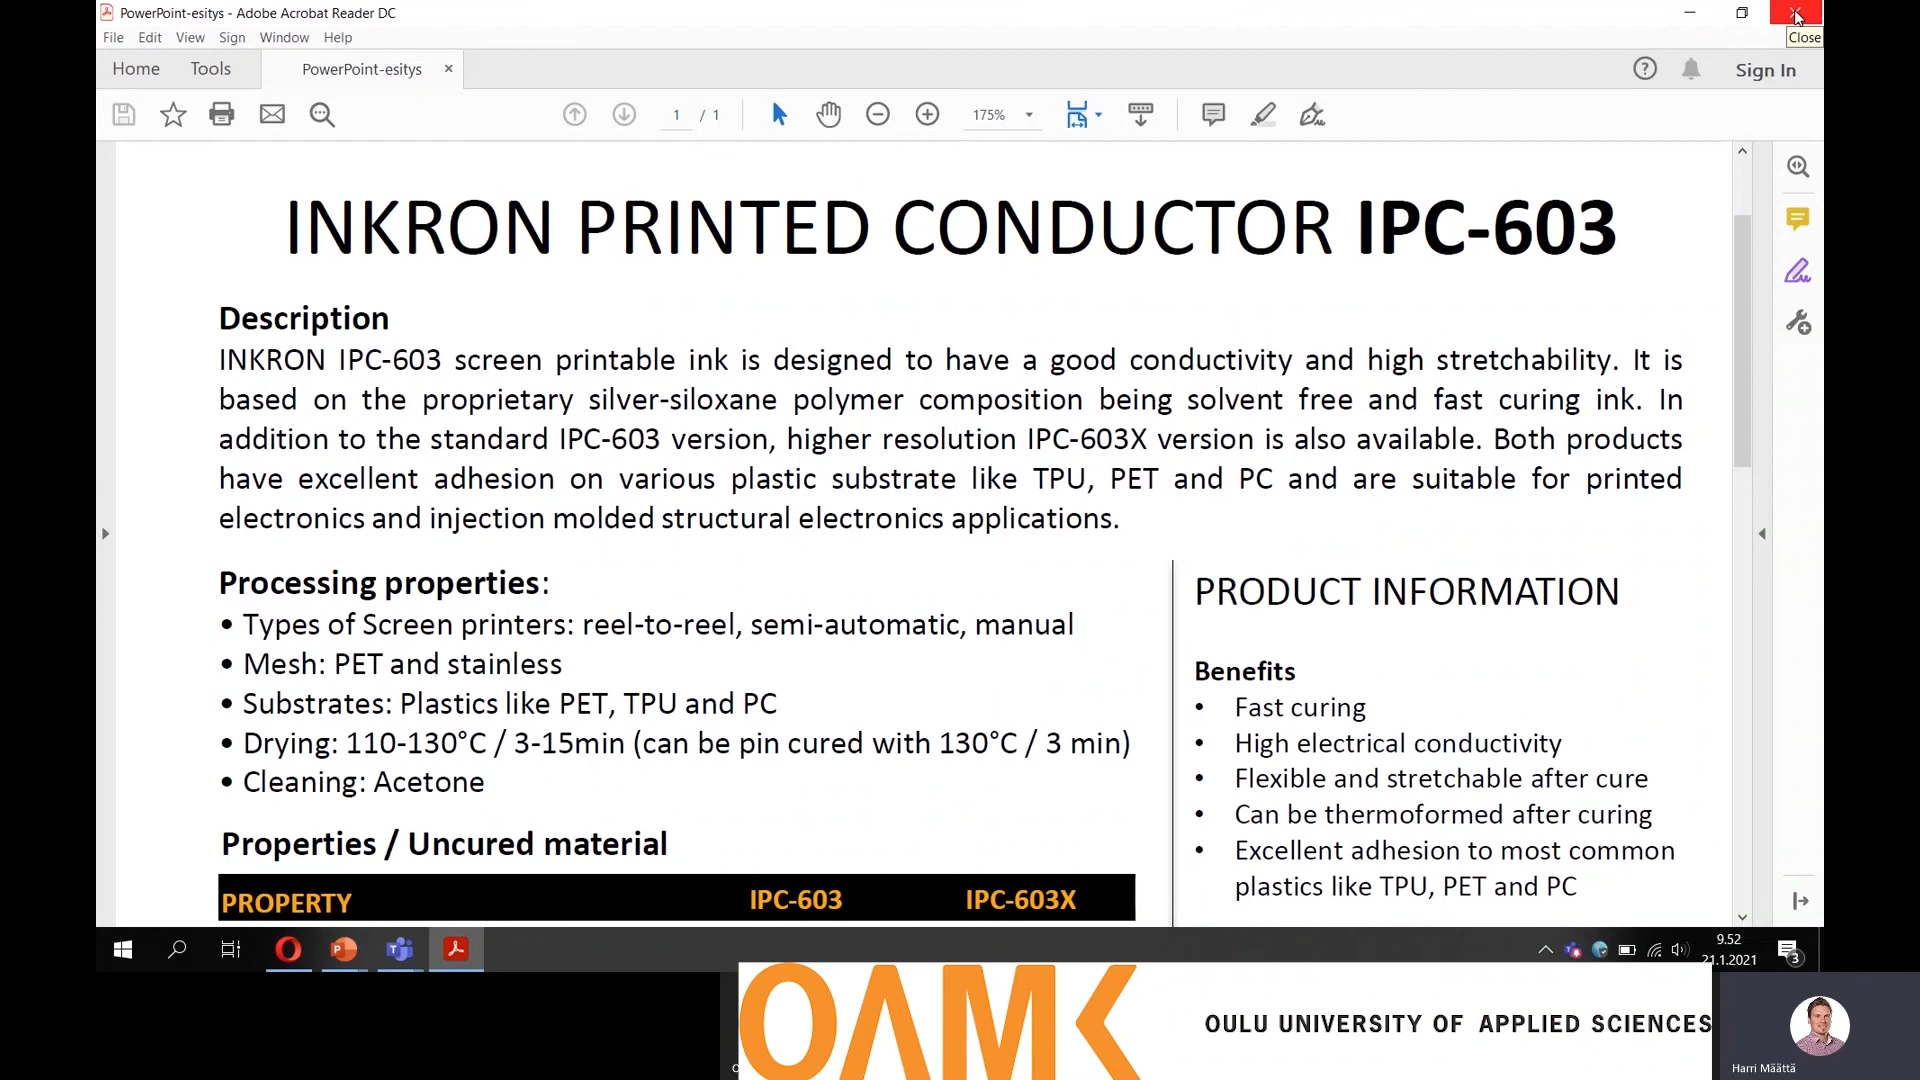 PowerPoint-esitys - Adobe Acrobat Reader DC
Close
File Edit View Sign Window Help
Home Tools PowerPoint-esitys × Sign In
1 / 1 175%
INKRON PRINTED CONDUCTOR IPC-603
Description
INKRON IPC-603 screen printable ink is designed to have a good conductivity and high stretchability. It is
based on the proprietary silver-siloxane polymer composition being solvent free and fast curing ink. In
addition to the standard IPC-603 version, higher resolution IPC-603X version is also available. Both products
have excellent adhesion on various plastic substrate like TPU, PET and PC and are suitable for printed
electronics and injection molded structural electronics applications.
Processing properties:
• Types of Screen printers: reel-to-reel, semi-automatic, manual
• Mesh: PET and stainless
• Substrates: Plastics like PET, TPU and PC
• Drying: 110-130°C / 3-15min (can be pin cured with 130°C / 3 min)
• Cleaning: Acetone
Properties / Uncured material
PROPERTY IPC-603 IPC-603X
PRODUCT INFORMATION
Benefits
• Fast curing
• High electrical conductivity
• Flexible and stretchable after cure
• Can be thermoformed after curing
• Excellent adhesion to most common
plastics like TPU, PET and PC
9.52
21.1.2021
3
OAMK
OULU UNIVERSITY OF APPLIED SCIENCES
Harri Määttä